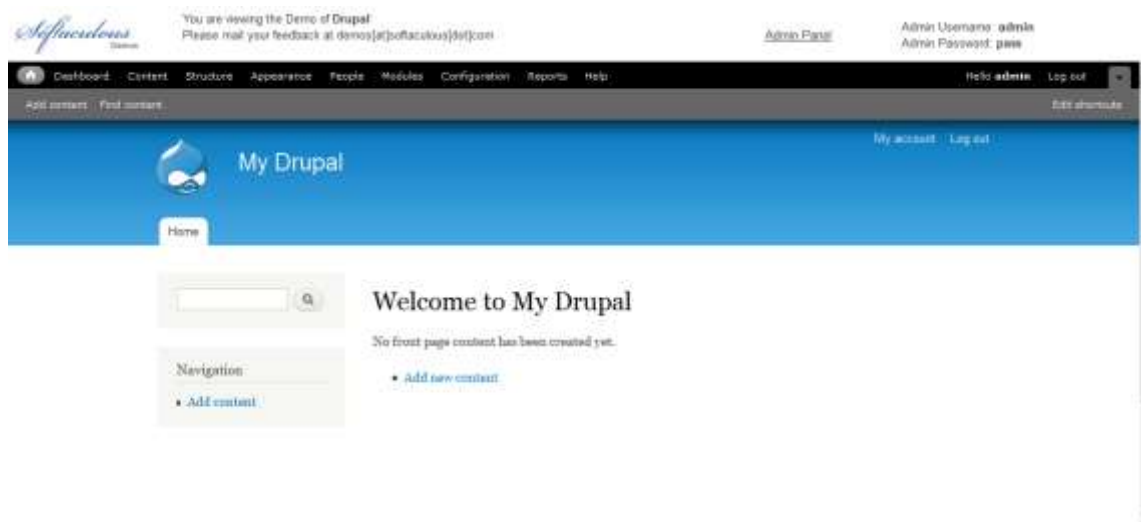 Softaculous
Demos
You are viewing the Demo of Drupal
Please mail your feedback at demos[at]softaculous[dot]com
Admin Panel
Admin Username: admin
Admin Password: pass
Dashboard Content Structure Appearance People Modules Configuration Reports Help
Hello admin Log out
Add content Find content
Edit shortcuts
My account Log out
My Drupal
Home
Welcome to My Drupal
No front page content has been created yet.
Add new content
Navigation
Add content